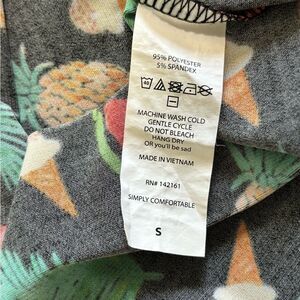 95% POLYESTER
5% SPANDEX
40
MACHINE WASH COLD
GENTLE CYCLE
DO NOT BLEACH
HANG DRY
OR you'll be sad
MADE IN VIETNAM
RN# 142161
SIMPLY COMFORTABLE
S